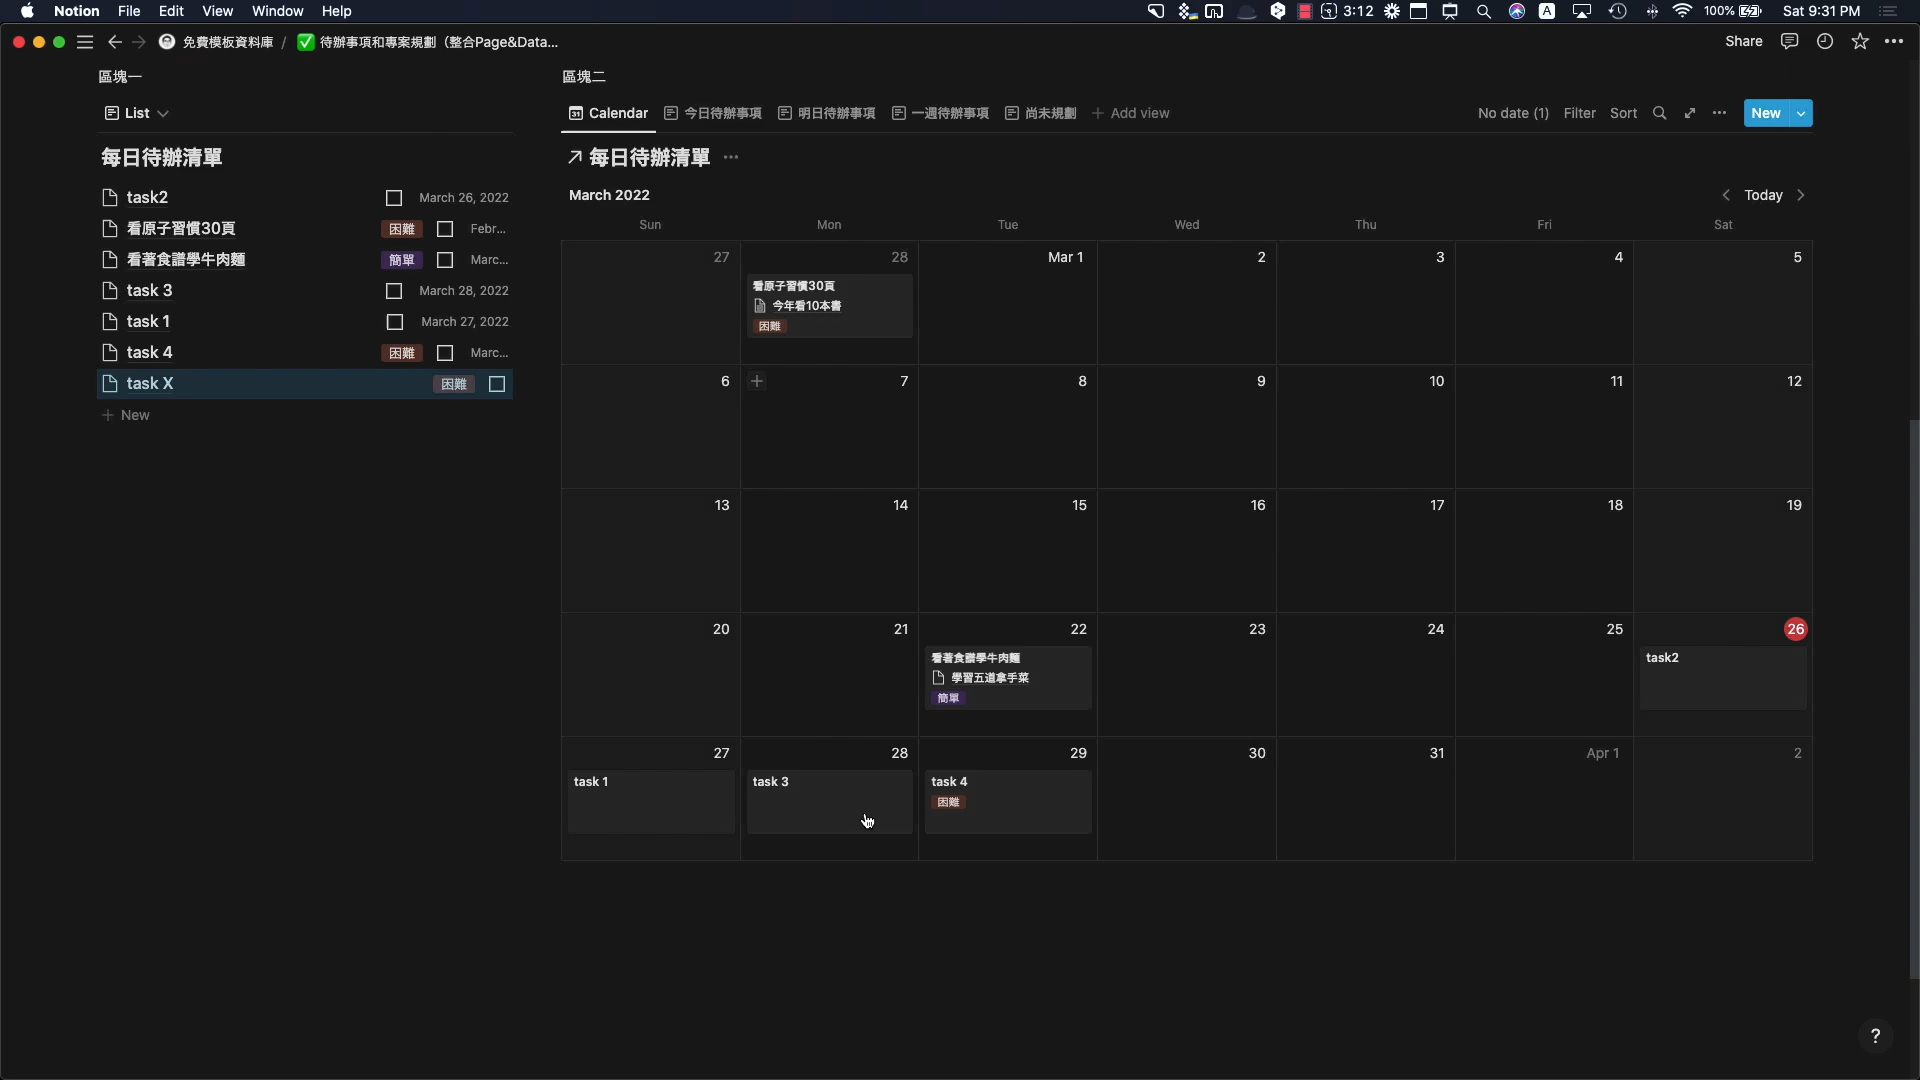 Notion File Edit View Window Help 3:12 A 100% Sat 9:31 PM
免費模板資料庫 / 待辦事項和專案規劃（整合Page&Data... Share
區塊一
List
每日待辦清單
task2 March 26, 2022
看原子習慣30頁 困難 Febr...
看著食譜學牛肉麵 簡單 Marc...
task 3 March 28, 2022
task 1 March 27, 2022
task 4 困難 Marc...
task X 困難
+ New
區塊二
Calendar 今日待辦事項 明日待辦事項 一週待辦事項 尚未規劃 + Add view No date (1) Filter Sort ... New
每日待辦清單 ...
March 2022 Today
Sun Mon Tue Wed Thu Fri Sat
27 28 Mar 1 2 3 4 5
看原子習慣30頁
今年看10本書
困難
6 + 7 8 9 10 11 12
13 14 15 16 17 18 19
20 21 22 23 24 25 26
看著食譜學牛肉麵 task2
學習五道拿手菜
簡單
27 28 29 30 31 Apr 1 2
task 1 task 3 task 4
困難
?